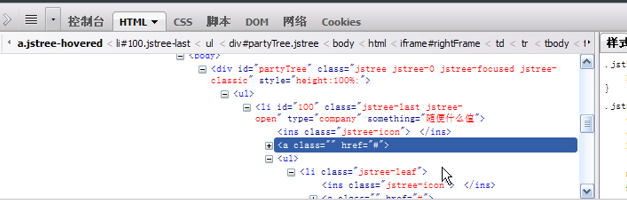 控制台 HTML CSS 脚本 DOM 网络 Cookies
a.jstree-hovered < li#100.jstree-last < ul < div#partyTree.jstree < body < html < iframe#rightFrame < td < tr < tbody < t 样式
<body>
<div id="partyTree" class="jstree jstree-0 jstree-focused jstree-
classic" style="height:100%;">
<ul>
<li id="100" class="jstree-last jstree-
open" type="company" something="随便什么值">
<ins class="jstree-icon"> </ins>
<a class="" href="#">
<ul>
<li class="jstree-leaf">
<ins class="jstree-icon"> </ins>
<a class="" href="#">
.jst
}
.jst